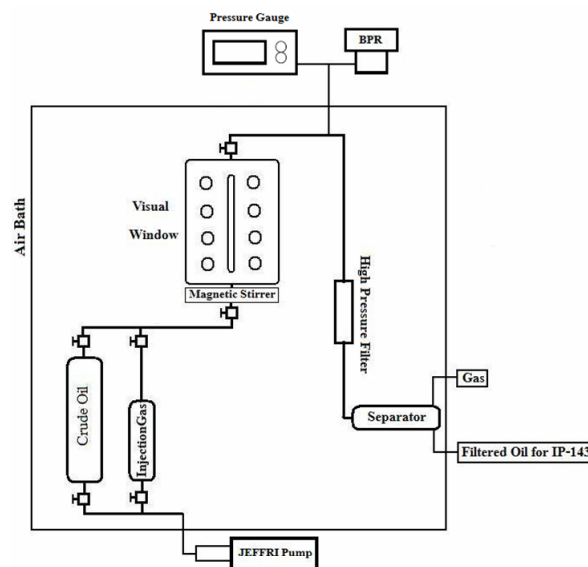 Pressure Gauge
BPR
Air Bath
Visual
Window
Magnetic Stirrer
High Pressure Filter
Crude Oil
InjectionGas
Separator
Gas
Filtered Oil for IP-143
JEFFRI Pump